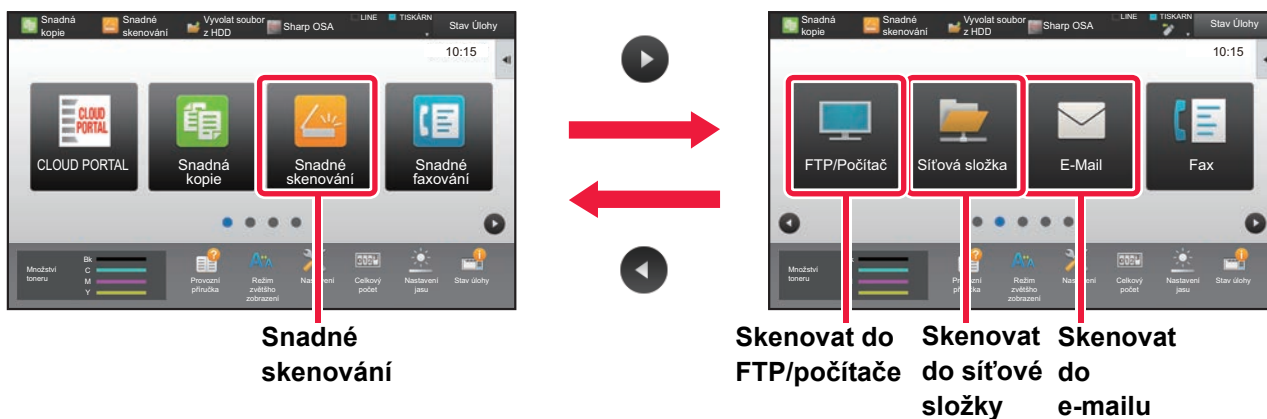 Snadná
kopie
Snadné
skenování
Vyvolat soubor
z HDD
Sharp OSA
LINE
TISKÁRN
Stav Úlohy
10:15
CLOUD
PORTAL
CLOUD PORTAL
Snadná
kopie
Snadné
skenování
Snadné
faxování
Množství
toneru
Bk
C
M
Y
Provozní
příručka
Režim
zvětšího
zobrazení
Nastavení
Celkový
počet
Nastavení
jasu
Stav úlohy
Snadné
skenování
Snadná
kopie
Snadné
skenování
Vyvolat soubor
z HDD
Sharp OSA
LINE
TISKÁRN
Stav Úlohy
10:15
FTP/Počítač
Síťová složka
E-Mail
Fax
Množství
toneru
Režim
zvětšího
zobrazení
Celkový
počet
Nastavení
jasu
Stav úlohy
Skenovat do
FTP/počítače
Skenovat
do síťové
složky
Skenovat
do
e-mailu